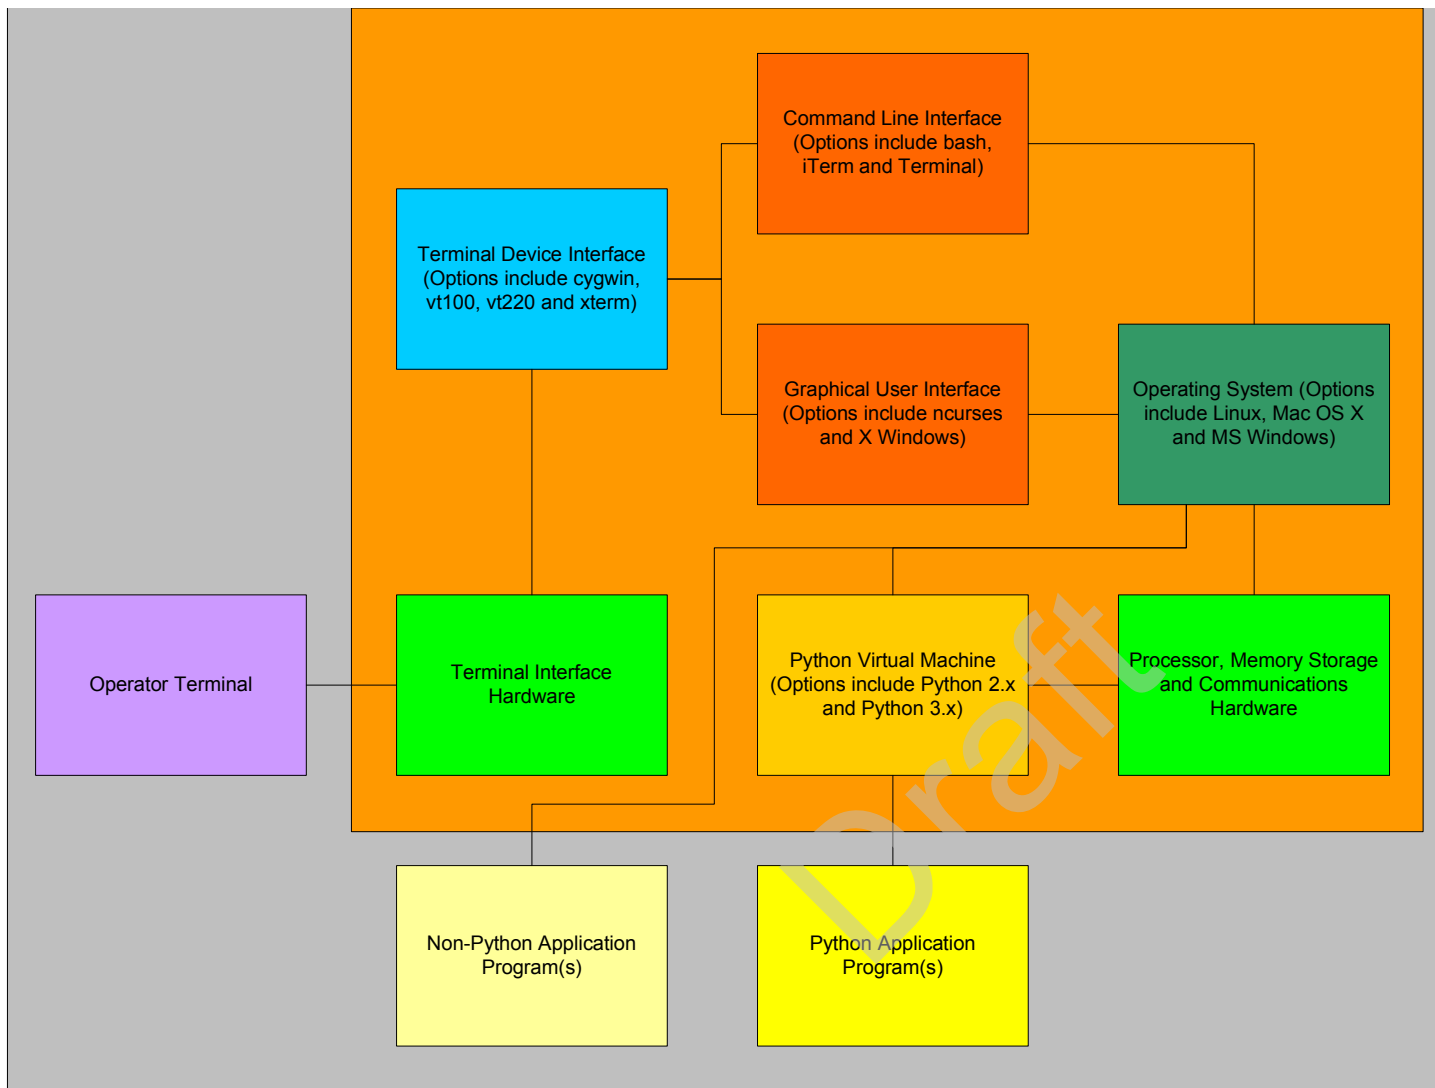 Command Line Interface
(Options include bash,
iTerm and Terminal)
Terminal Device Interface
(Options include cygwin,
vt100, vt220 and xterm)
Graphical User Interface
(Options include ncurses
and X Windows)
Operating System (Options
include Linux, Mac OS X
and MS Windows)
Operator Terminal
Terminal Interface
Hardware
Python Virtual Machine
(Options include Python 2.x
and Python 3.x)
Processor, Memory Storage
and Communications
Hardware
Non-Python Application
Program(s)
Python Application
Program(s)
Draft